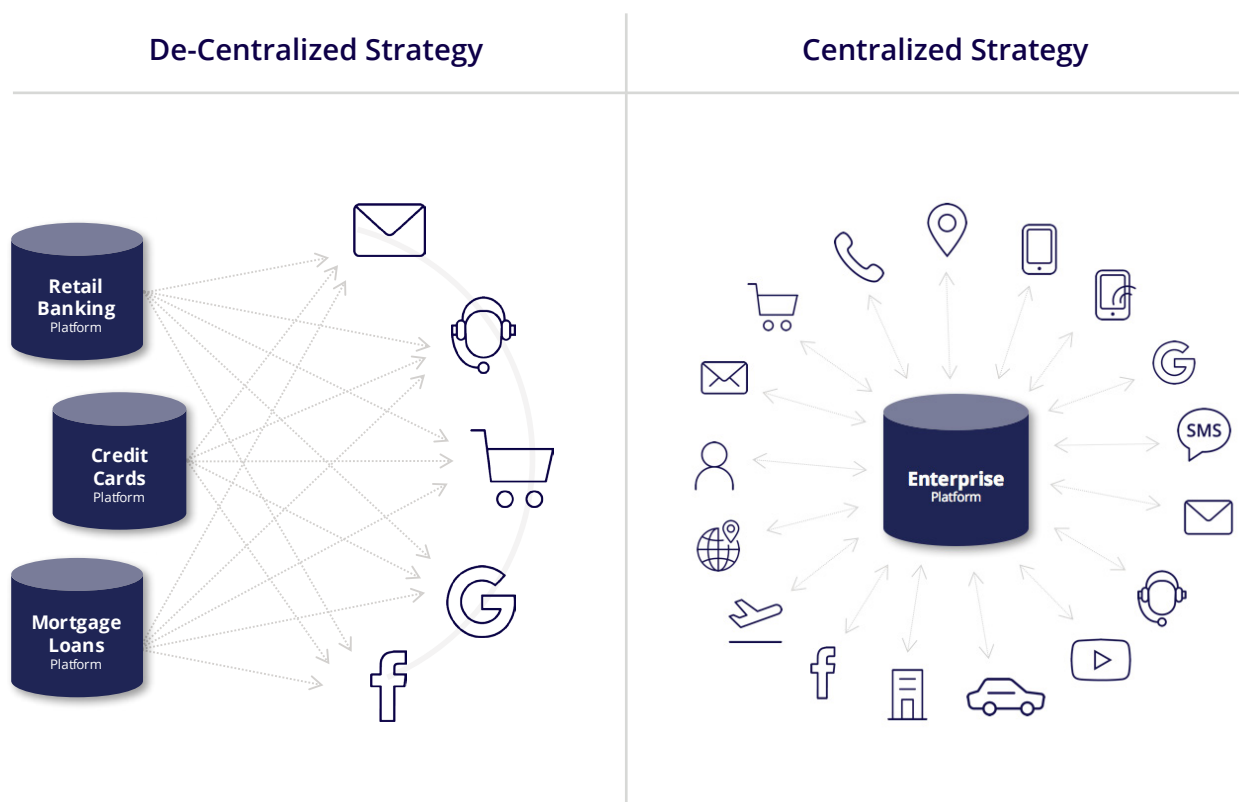 De-Centralized Strategy
Centralized Strategy
Retail
Banking
Platform
Credit
Cards
Platform
Mortgage
Loans
Platform
Enterprise
Platform
G
f
G
SMS
f